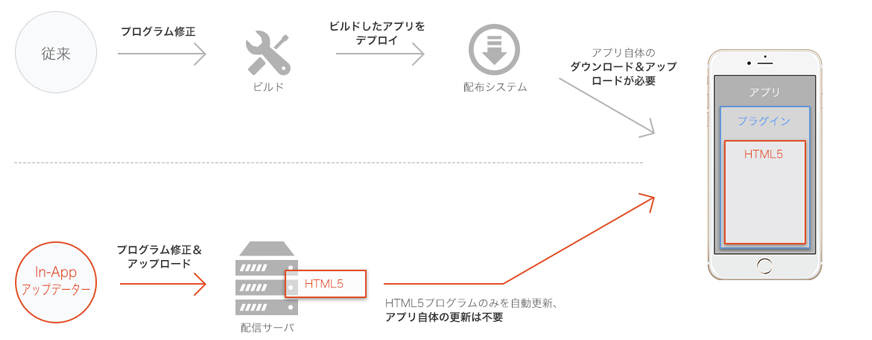 従来
プログラム修正
ビルド
ビルドしたアプリを
デプロイ
配布システム
アプリ自体の
ダウンロード＆アップ
ロードが必要
アプリ
プラグイン
HTML5
In-App
アップデーター
プログラム修正＆
アップロード
HTML5
配信サーバ
HTML5プログラムのみを自動更新、
アプリ自体の更新は不要